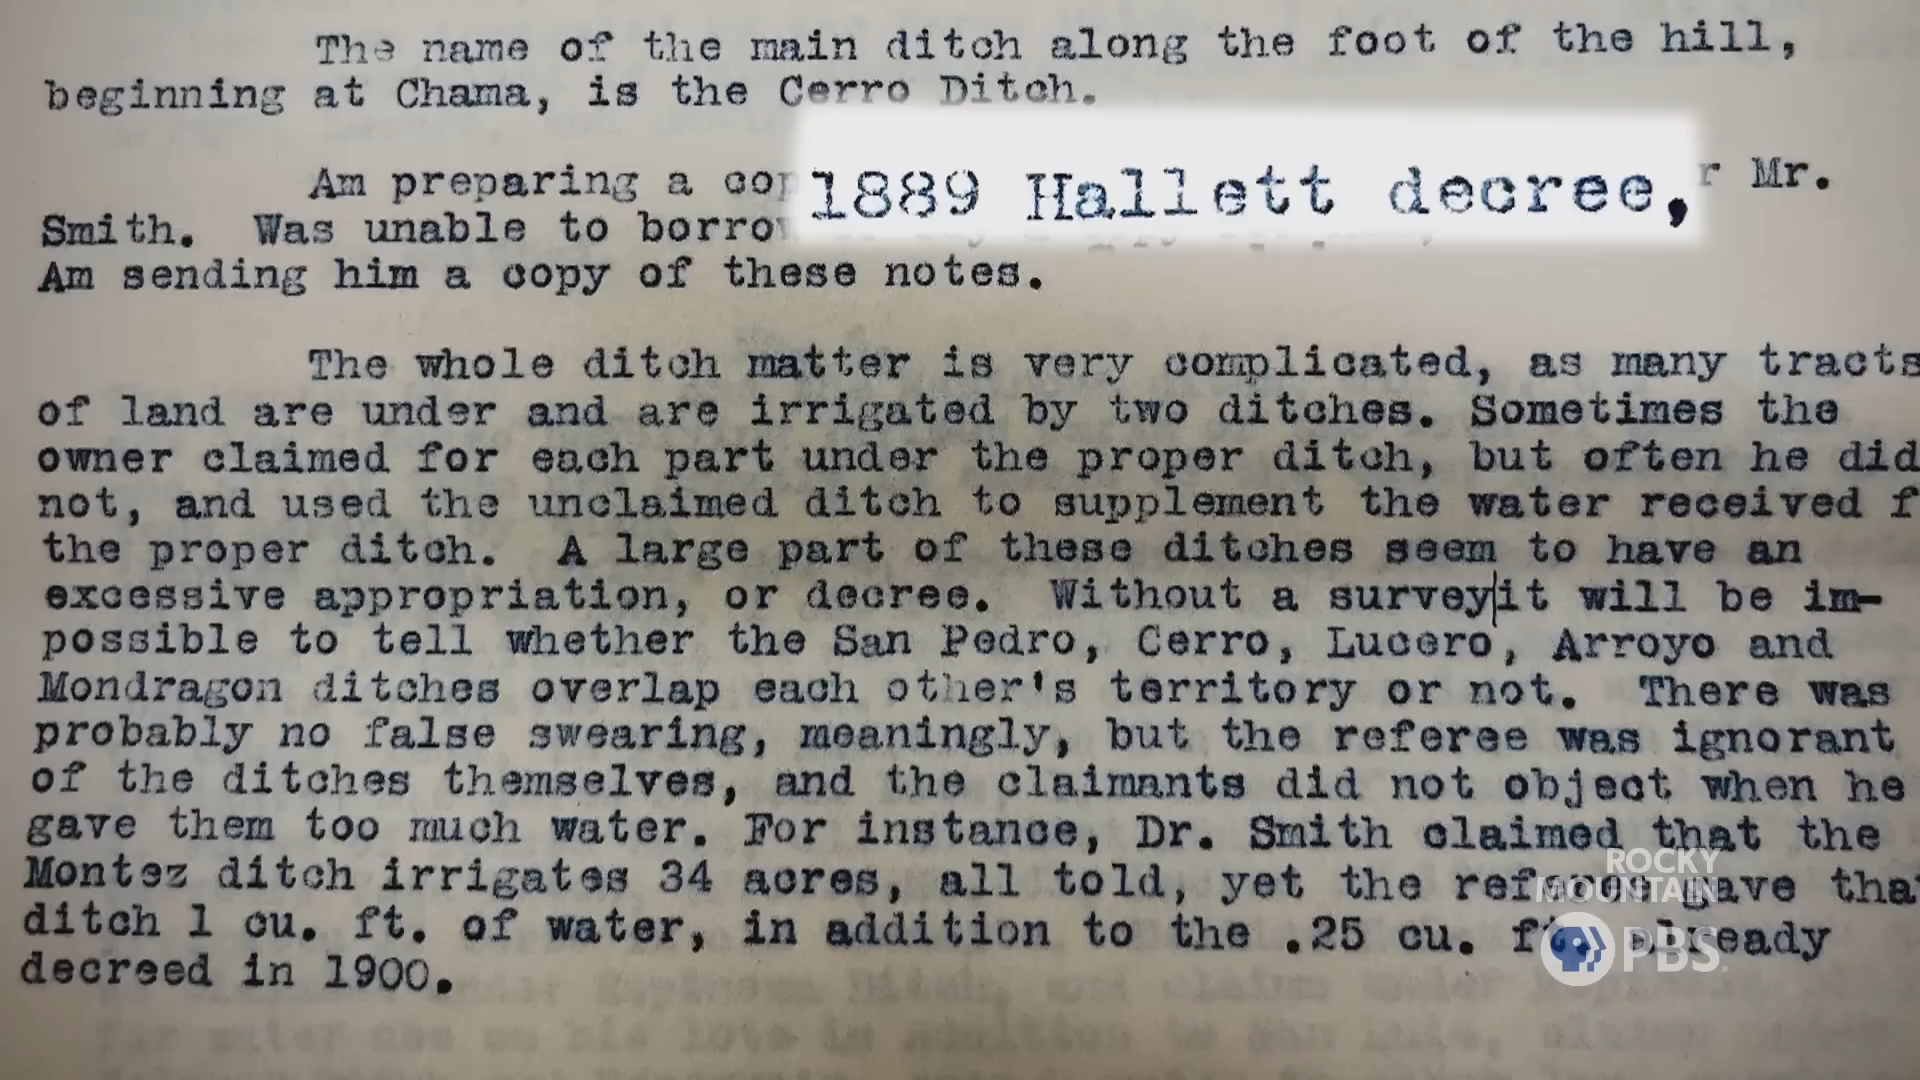 The name of the main ditch along the foot of the hill,
beginning at Chama, is the Cerro Ditch.
Am preparing a 1889 Hallett decree, Mr.
Smith. Was unable to
Am sending him a copy of these notes.
The whole ditch matter is very complicated, as many tracts
of land are under and are irrigated by two ditches. Sometimes the
owner claimed for each part under the proper ditch, but often he did
not, and used the unclaimed ditch to supplement the water received
the proper ditch. A large part of these ditches seem to have an
excessive appropriation, or decree. Without a survey|it will be im-
possible to tell whether the San Pedro, Cerro, Lucero, Arroyo and
Mondragon ditches overlap each other's territory or not. There was
probably no false swearing, meaningly, but the referee was ignorant
of the ditches themselves, and the claimants did not object when he
gave them too much water. For instance, Dr. Smith claimed that the
Montez ditch irrigates 34 acres, all told, yet the referee gave
ditch 1 cu. ft. of water, in addition to the .25 cu. ft. already
decreed in 1900.
ROCKY
MOUNTAIN
PBS